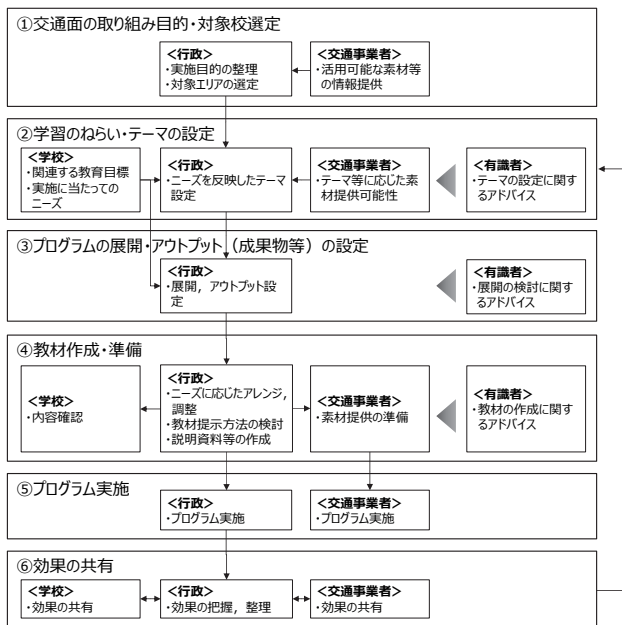 ①交通面の取り組み目的・対象校選定
<行政>
・実施目的の整理
・対象エリアの選定
<交通事業者>
・活用可能な素材等
の情報提供
②学習のねらい・テーマの設定
<学校>
・関連する教育目標
・実施に当たっての
ニーズ
<行政>
・ニーズを反映したテーマ
設定
<交通事業者>
・テーマ等に応じた素
材提供可能性
<有識者>
・テーマの設定に関す
るアドバイス
③プログラムの展開・アウトプット（成果物等）の設定
<行政>
・展開，アウトプット設
定
<有識者>
・展開の検討に関す
るアドバイス
④教材作成・準備
<学校>
・内容確認
<行政>
・ニーズに応じたアレンジ，
調整
・教材提示方法の検討
・説明資料等の作成
<交通事業者>
・素材提供の準備
<有識者>
・教材の作成に関す
るアドバイス
⑤プログラム実施
<行政>
・プログラム実施
<交通事業者>
・プログラム実施
⑥効果の共有
<学校>
・効果の共有
<行政>
・効果の把握，整理
<交通事業者>
・効果の共有